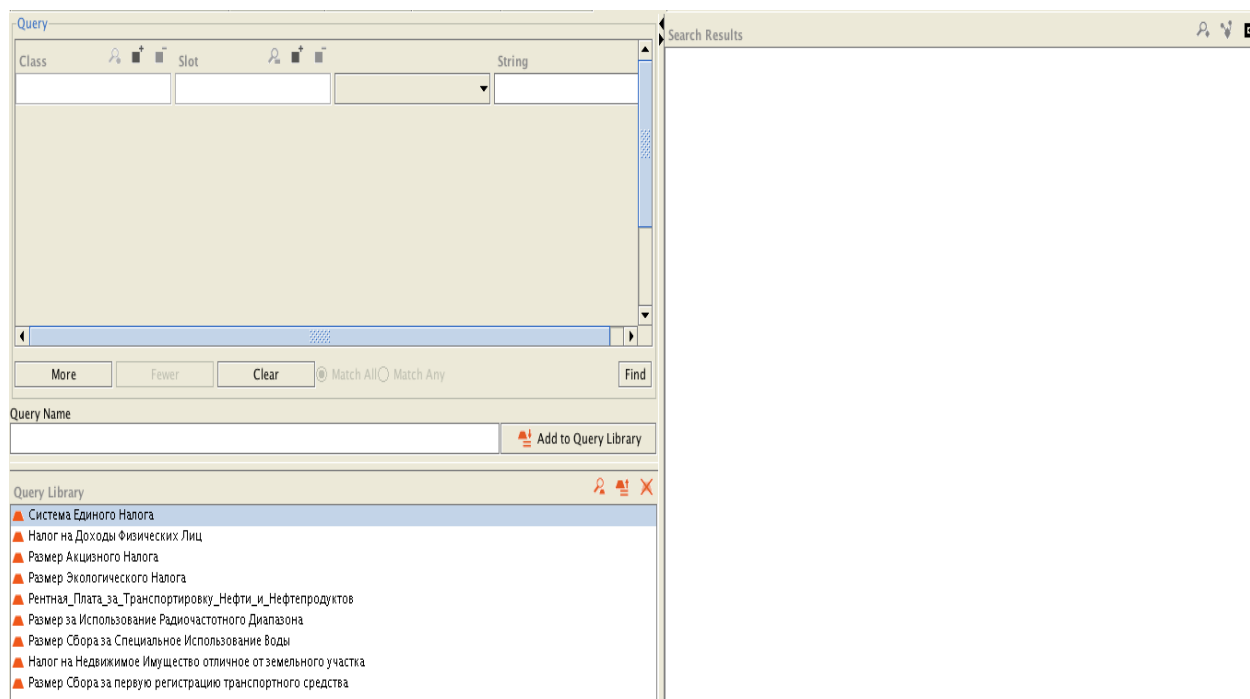 Query
Search Results
Class Slot String
More Fewer Clear Match All Match Any Find
Query Name
Add to Query Library
Query Library
Система Единого Налога
Налог на Доходы Физических Лиц
Размер Акцизного Налога
Размер Экологического Налога
Рентная_Плата_за_Транспортировку_Нефти_и_Нефтепродуктов
Размер за Использование Радиочастотного Диапазона
Размер Сбора за Специальное Использование Воды
Налог на Недвижимое Имущество отличное от земельного участка
Размер Сбора за первую регистрацию транспортного средства